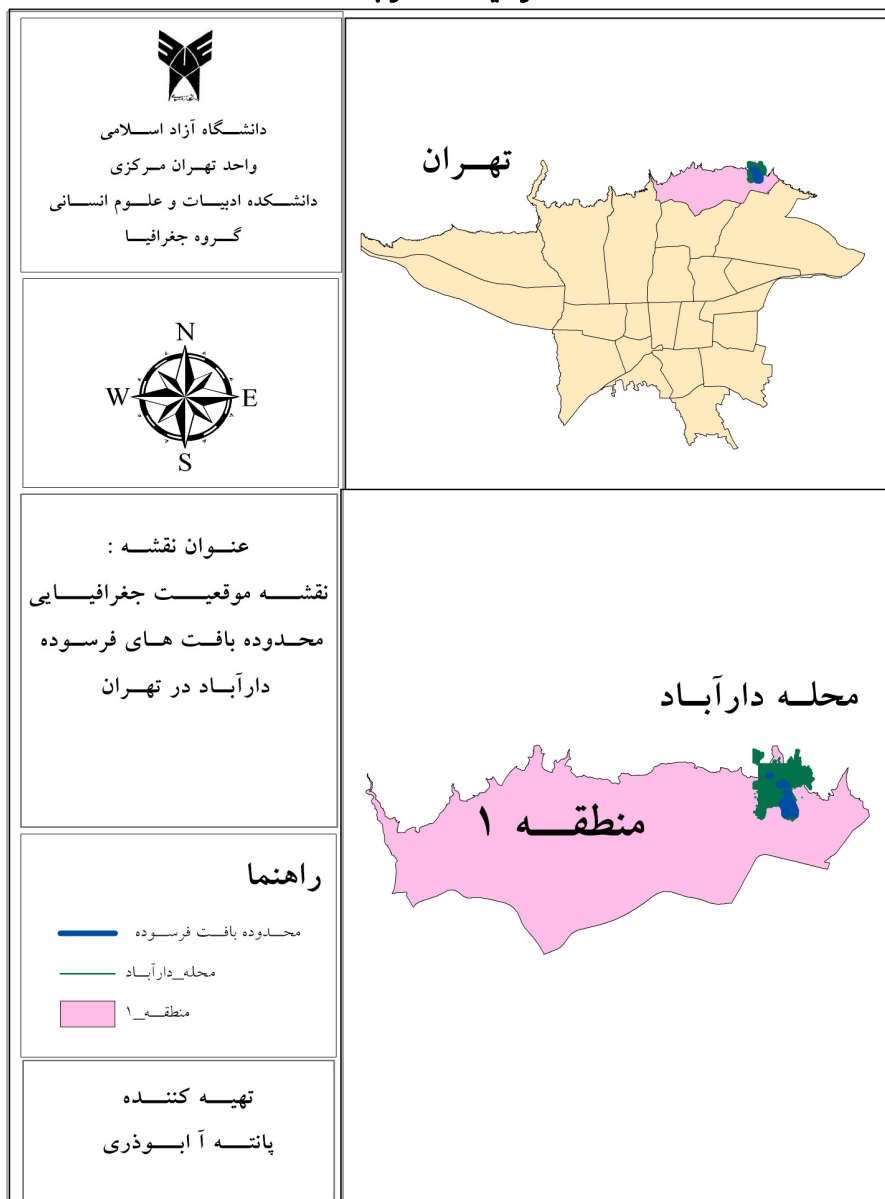 دانشگاه آزاد اسلامی
واحد تهران مرکزی
دانشکده ادبیات و علوم انسانی
گروه جغرافیا
N
W
E
S
عنوان نقشه :
نقشه موقعیت جغرافیایی
محدوده بافت های فرسوده
دارآباد در تهران
راهنما
محدوده بافت فرسوده
محله_دارآباد
منطقه_۱
تهیه کننده
پانته آ ابوذری
تهران
محله دارآباد
منطقه ۱